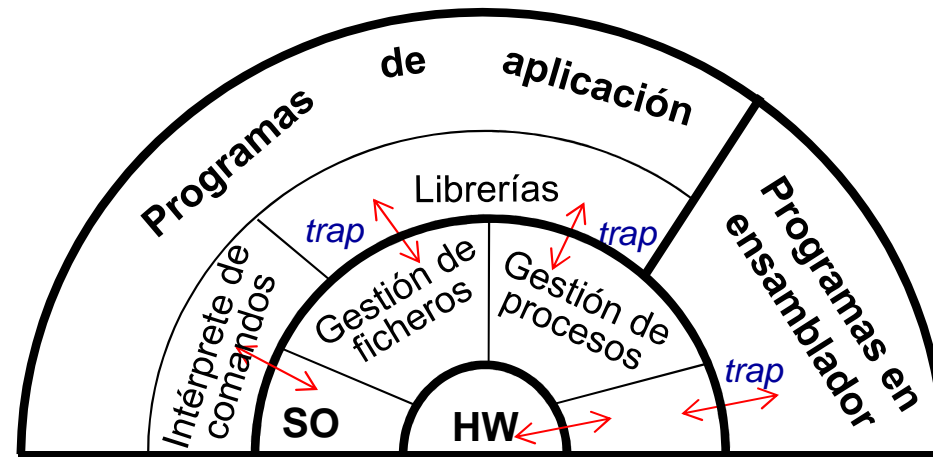 Programas de aplicación
Librerías
trap
trap
Intérprete de
comandos
Gestión de
ficheros
Gestión de
procesos
Programas en
ensamblador
trap
SO
HW